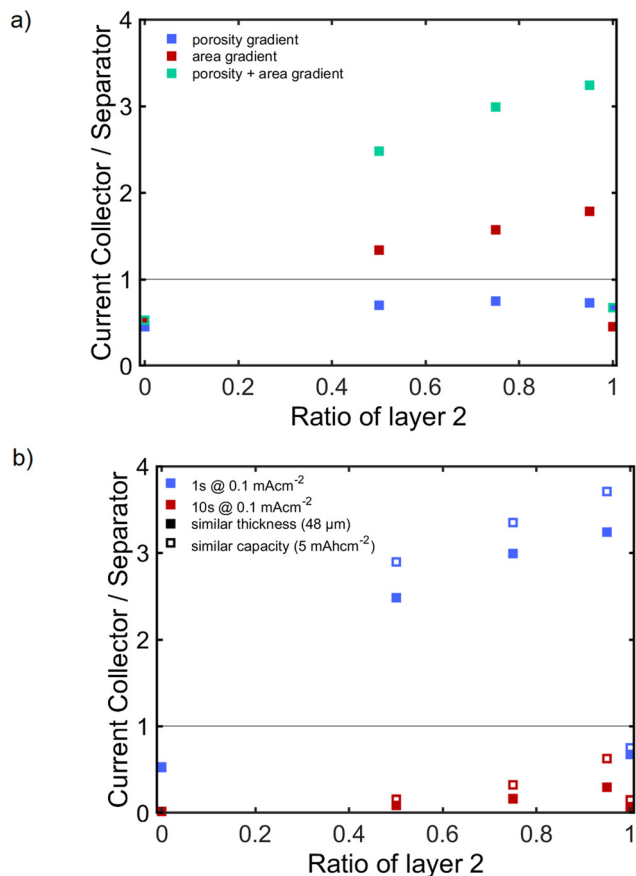 a)
4
3
2
1
0
Current Collector / Separator
porosity gradient
area gradient
porosity + area gradient
0 0.2 0.4 0.6 0.8 1
Ratio of layer 2
b)
4
3
2
1
0
Current Collector / Separator
1s @ 0.1 mAcm⁻²
10s @ 0.1 mAcm⁻²
similar thickness (48 µm)
similar capacity (5 mAhcm⁻²)
0 0.2 0.4 0.6 0.8 1
Ratio of layer 2